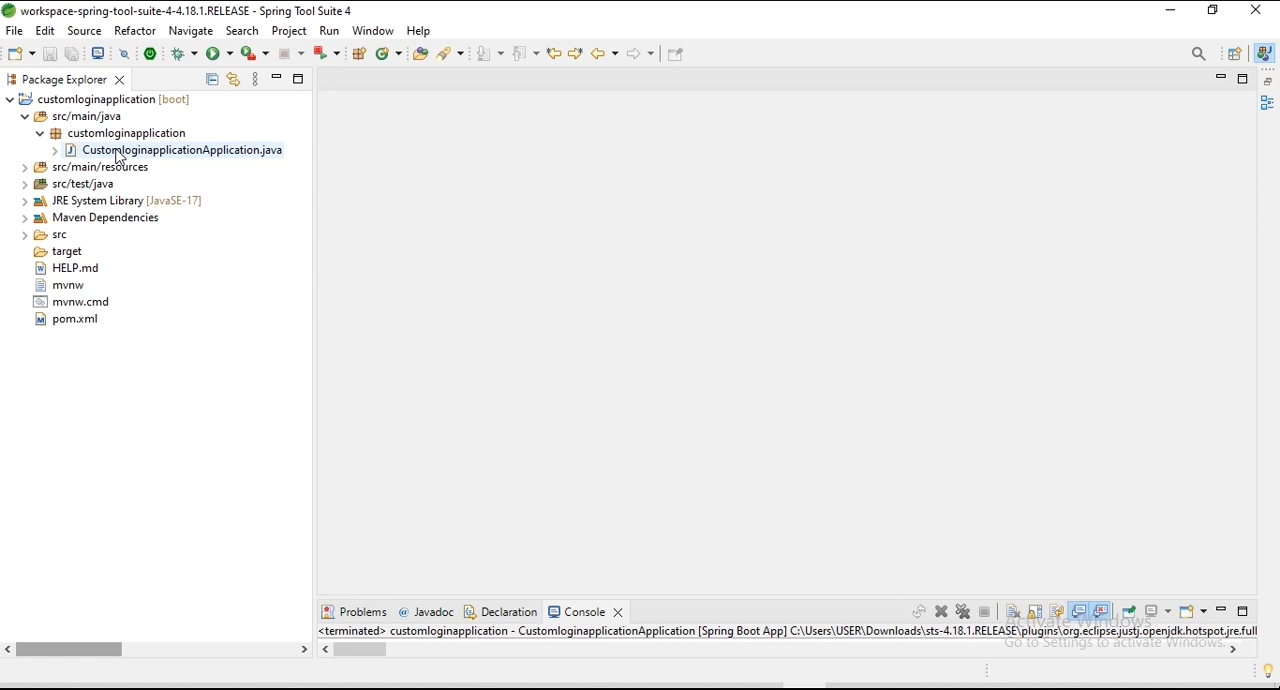 workspace-spring-tool-suite-4-4.18.1.RELEASE - Spring Tool Suite 4
File Edit Source Refactor Navigate Search Project Run Window Help
Package Explorer
customloginapplication [boot]
src/main/java
customloginapplication
CustomloginapplicationApplication.java
src/main/resources
src/test/java
JRE System Library [JavaSE-17]
Maven Dependencies
src
target
HELP.md
mvnw
mvnw.cmd
pom.xml
Problems Javadoc Declaration Console
<terminated> customloginapplication - CustomloginapplicationApplication [Spring Boot App] C:\Users\USER\Downloads\sts-4.18.1.RELEASE\plugins\org.eclipse.justj.openjdk.hotspot.jre.full
Activate Windows
Go to Settings to activate Windows.